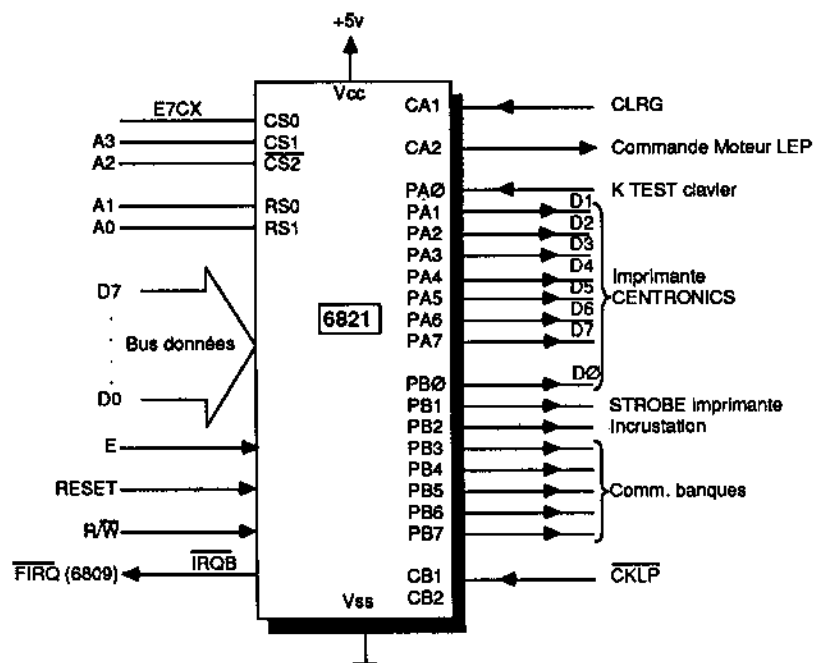 +5v
Vcc
E7CX
CS0
A3
CS1
A2
CS2
A1
RS0
A0
RS1
D7
Bus données
D0
E
RESET
R/W
FIRQ (6809)
IRQB
Vss
6821
CA1
CLRG
CA2
Commande Moteur LEP
PAØ
K TEST clavier
PA1
D1
PA2
D2
PA3
D3
PA4
D4
PA5
D5
PA6
D6
PA7
D7
Imprimante
CENTRONICS
PBØ
DØ
PB1
STROBE imprimante
PB2
Incrustation
PB3
PB4
PB5
PB6
PB7
Comm. banques
CB1
CKLP
CB2